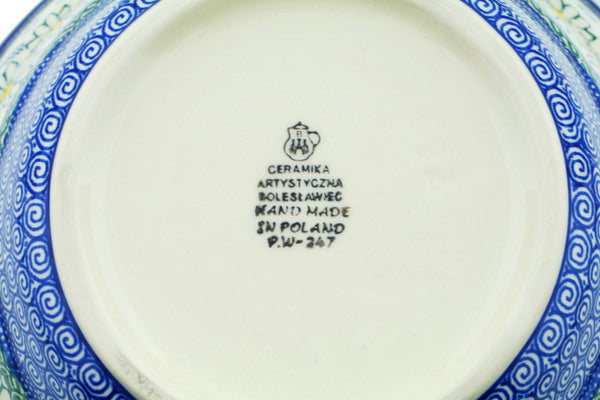 B
CERAMIKA
ARTYSTYCZNA
BOLESŁAWIEC
HAND MADE
IN POLAND
P.W-247